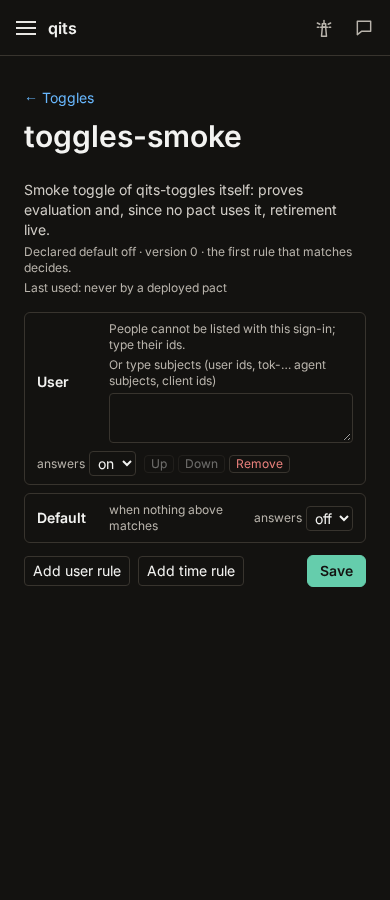 qits
← Toggles
toggles-smoke
Smoke toggle of qits-toggles itself: proves
evaluation and, since no pact uses it, retirement
live.
Declared default off · version 0 · the first rule that matches
decides.
Last used: never by a deployed pact
People cannot be listed with this sign-in;
type their ids.
Or type subjects (user ids, tok-… agent
subjects, client ids)
User
answers on Up Down Remove
Default when nothing above
matches answers off
Add user rule Add time rule Save